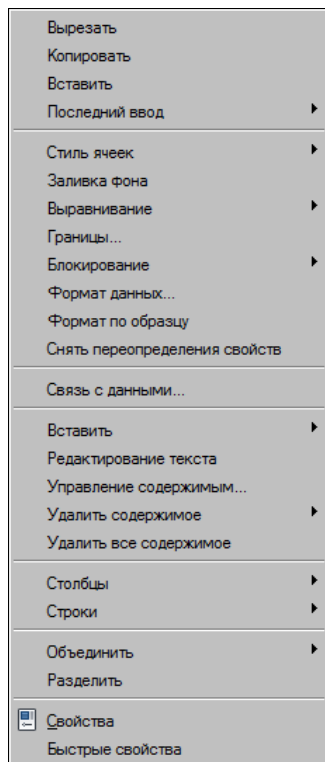 Вырезать
Копировать
Вставить
Последний ввод
Стиль ячеек
Заливка фона
Выравнивание
Границы...
Блокирование
Формат данных...
Формат по образцу
Снять переопределения свойств
Связь с данными...
Вставить
Редактирование текста
Управление содержимым...
Удалить содержимое
Удалить все содержимое
Столбцы
Строки
Объединить
Разделить
Свойства
Быстрые свойства